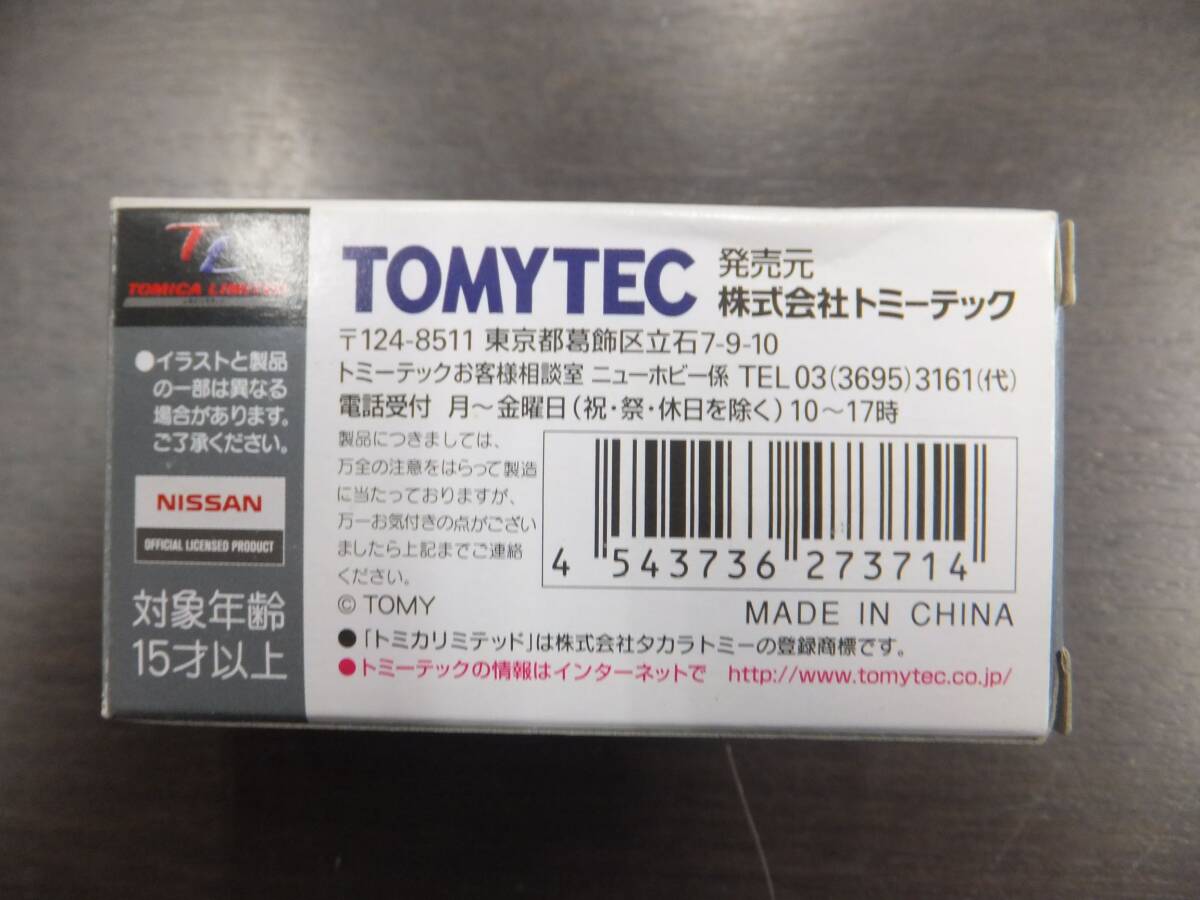 TL
TOMICA LIMITED
●イラストと製品
の一部は異なる
場合があります。
ご了承ください。
NISSAN
OFFICIAL LICENSED PRODUCT
対象年齢
15才以上
TOMYTEC
発売元
株式会社トミーテック
〒124-8511 東京都葛飾区立石7-9-10
トミーテックお客様相談室 ニューホビー係 TEL 03(3695)3161(代)
電話受付 月～金曜日(祝・祭・休日を除く)10～17時
製品につきましては、
万全の注意をはらって製造
に当たっておりますが、
万一お気付きの点がござい
ましたら上記までご連絡
ください。
© TOMY
4 543736 273714
MADE IN CHINA
●「トミカリミテッド」は株式会社タカラトミーの登録商標です。
●トミーテックの情報はインターネットで http://www.tomytec.co.jp/